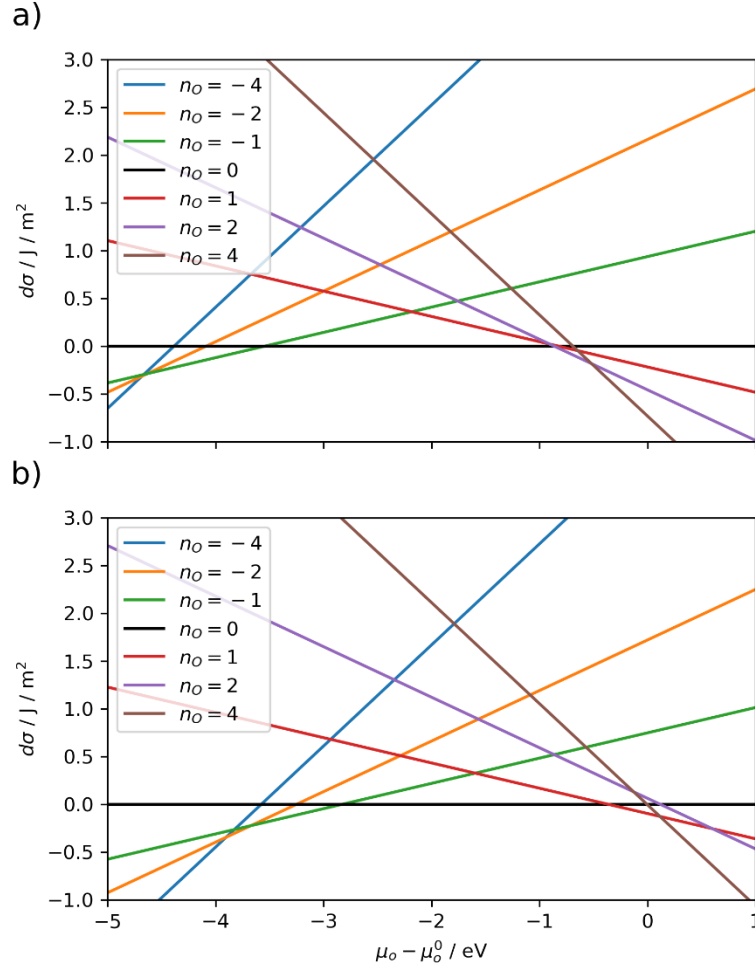 a)
3.0
2.5
2.0
1.5
1.0
0.5
0.0
−0.5
−1.0
dσ / J / m²
n_O = −4
n_O = −2
n_O = −1
n_O = 0
n_O = 1
n_O = 2
n_O = 4
b)
3.0
2.5
2.0
1.5
1.0
0.5
0.0
−0.5
−1.0
dσ / J / m²
n_O = −4
n_O = −2
n_O = −1
n_O = 0
n_O = 1
n_O = 2
n_O = 4
−5 −4 −3 −2 −1 0 1
μ_o − μ_o^0 / eV